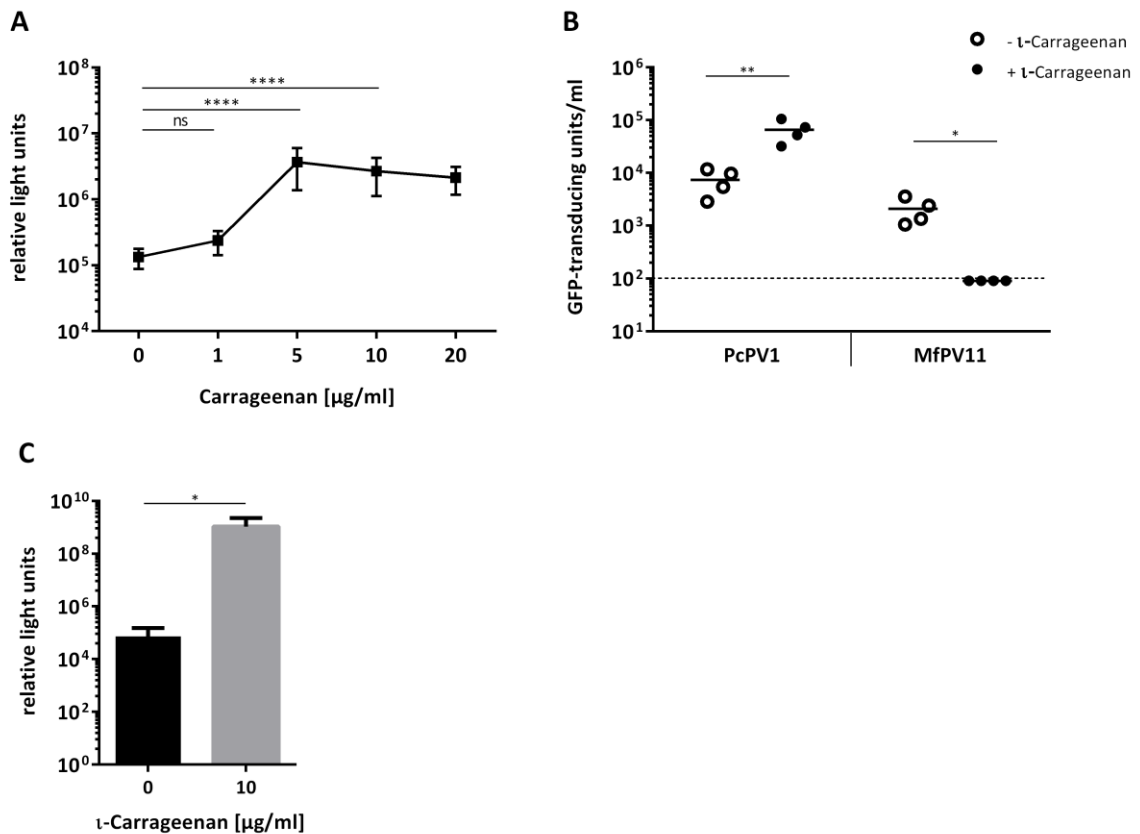 A
relative light units
10⁸
10⁷
10⁶
10⁵
10⁴
****
****
ns
0 1 5 10 20
Carrageenan [µg/ml]
B
- ι-Carrageenan
+ ι-Carrageenan
GFP-transducing units/ml
10⁶
10⁵
10⁴
10³
10²
10¹
**
*
PcPV1 MfPV11
C
relative light units
10¹⁰
10⁸
10⁶
10⁴
10²
10⁰
*
0 10
ι-Carrageenan [µg/ml]